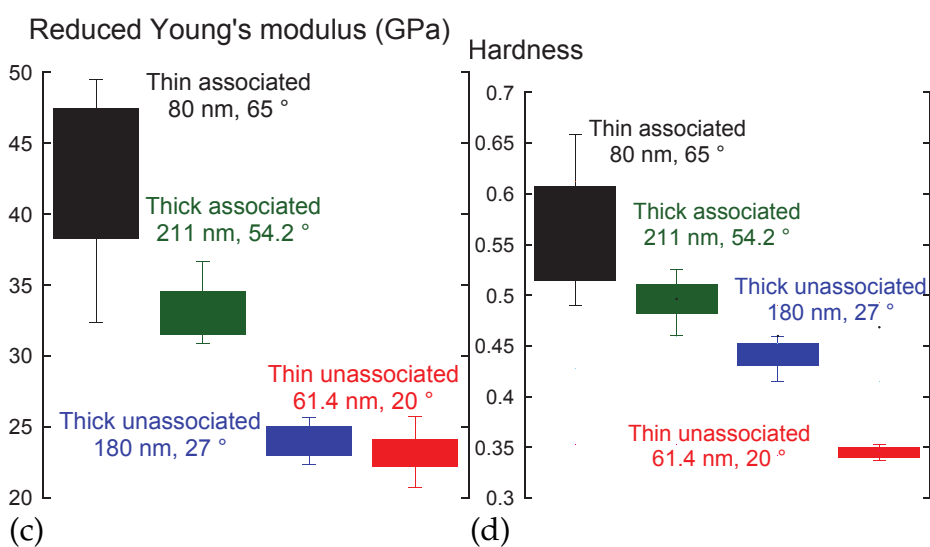 Reduced Young's modulus (GPa)
50
45
40
35
30
25
20
Thin associated
80 nm, 65 °
Thick associated
211 nm, 54.2 °
Thin unassociated
61.4 nm, 20 °
Thick unassociated
180 nm, 27 °
(c)
Hardness
0.7
0.65
0.6
0.55
0.5
0.45
0.4
0.35
0.3
Thin associated
80 nm, 65 °
Thick associated
211 nm, 54.2 °
Thick unassociated
180 nm, 27 °
Thin unassociated
61.4 nm, 20 °
(d)